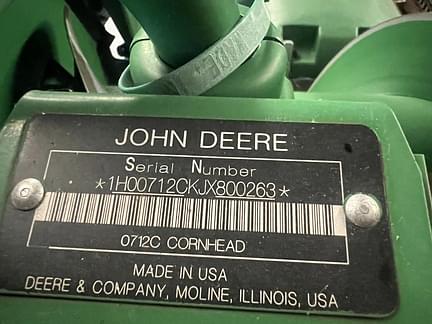 JOHN DEERE
Serial Number
*1H00712CKJX800263*
0712C CORNHEAD
MADE IN USA
DEERE & COMPANY, MOLINE, ILLINOIS, USA